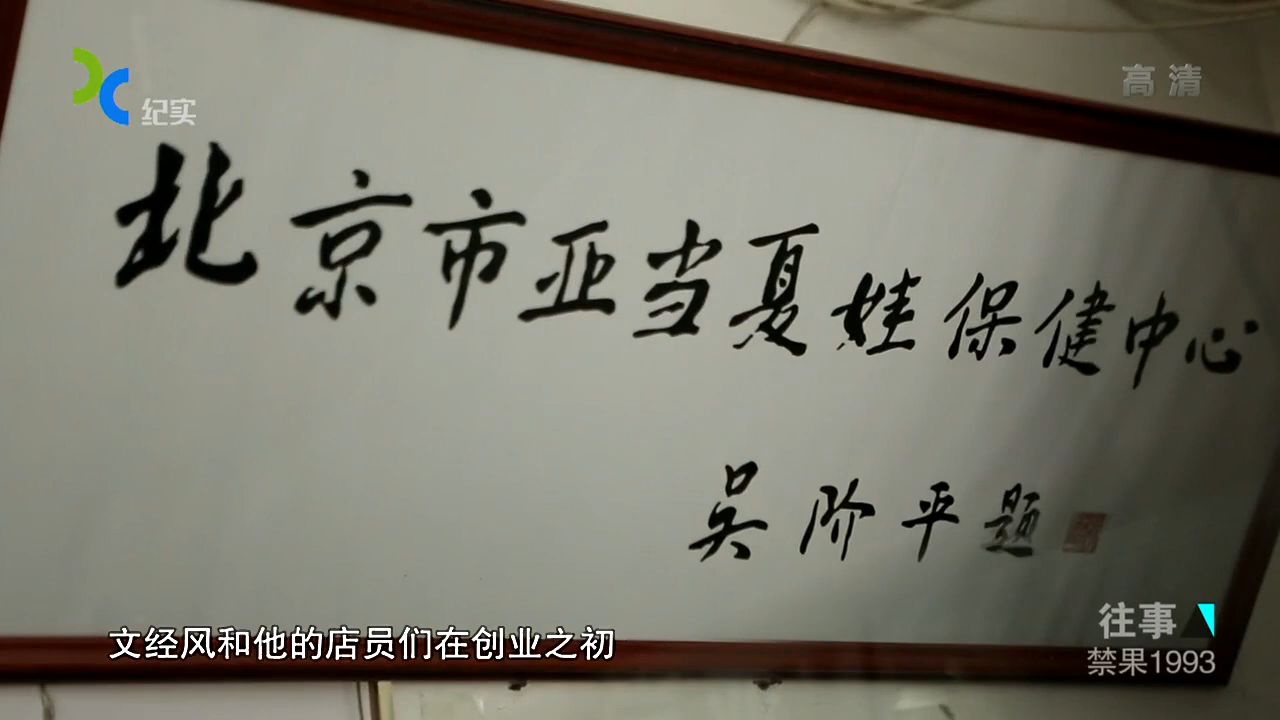 纪实
高清
北京市亚当夏娃保健中心
吴阶平题
文经风和他的店员们在创业之初
往事
禁果1993